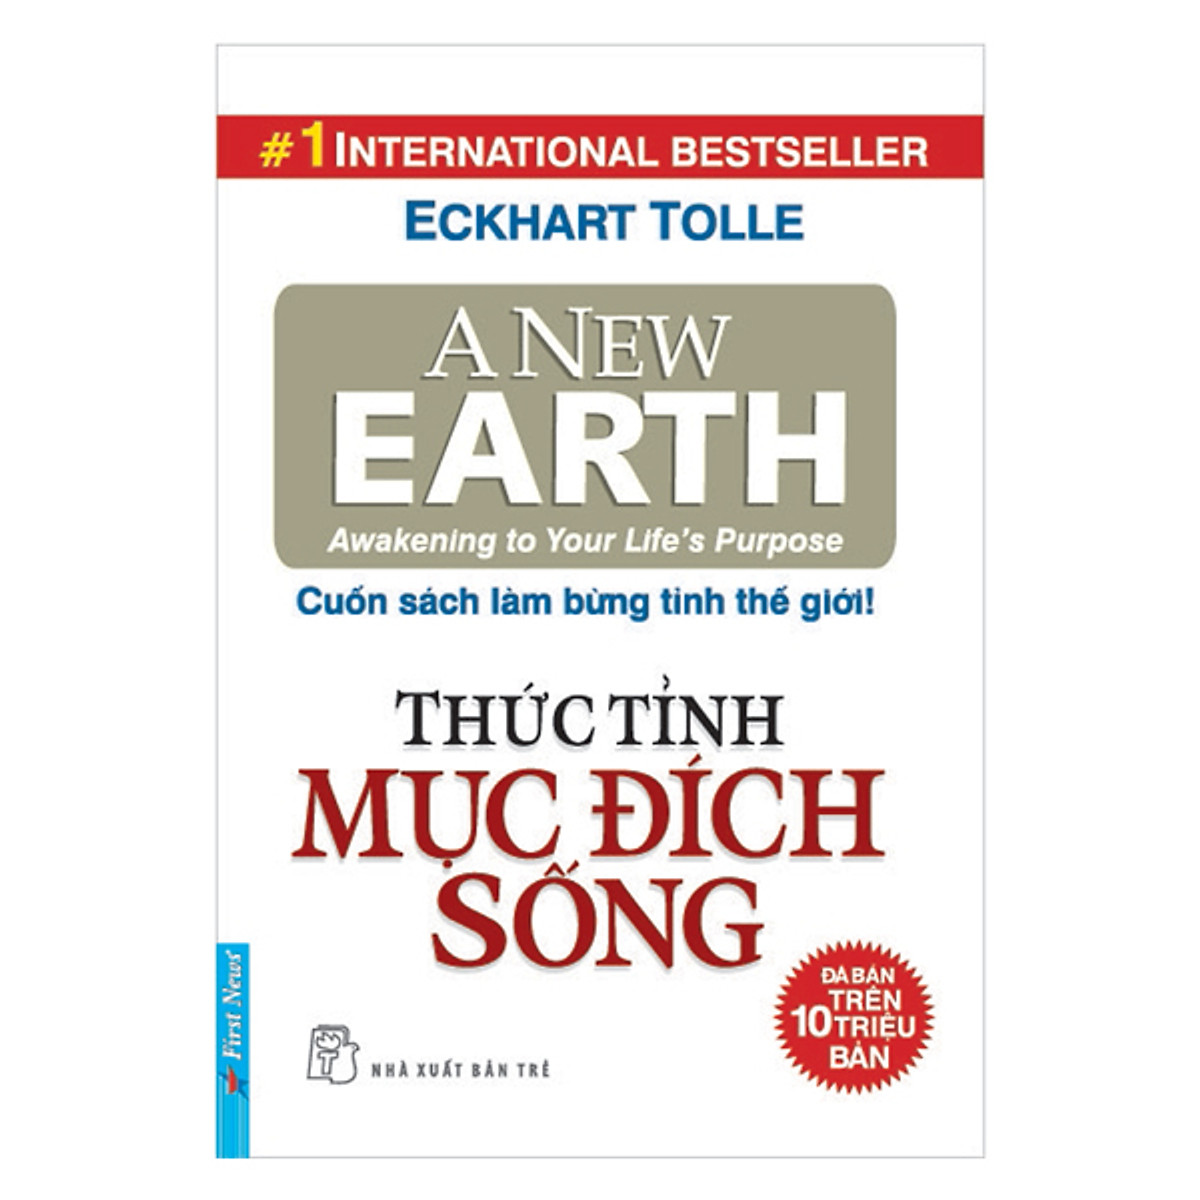 #1 INTERNATIONAL BESTSELLER
ECKHART TOLLE
A NEW
EARTH
Awakening to Your Life's Purpose
Cuốn sách làm bừng tỉnh thế giới!
THỨC TỈNH
MỤC ĐÍCH
SỐNG
ĐÃ BÁN
TRÊN
10 TRIỆU
BẢN
First News
NHÀ XUẤT BẢN TRẺ